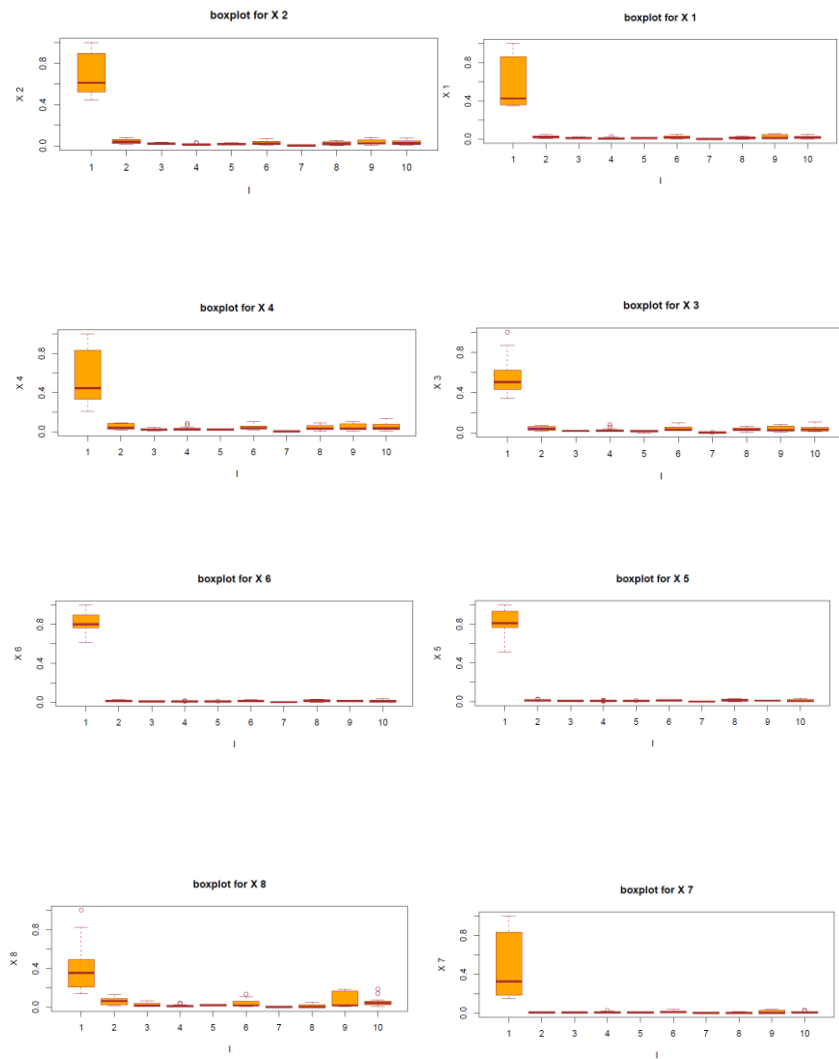 boxplot for X 2
X 2
0.8
0.4
0.0
1 2 3 4 5 6 7 8 9 10
I
boxplot for X 1
X 1
0.8
0.4
0.0
1 2 3 4 5 6 7 8 9 10
I
boxplot for X 4
X 4
0.8
0.4
0.0
1 2 3 4 5 6 7 8 9 10
I
boxplot for X 3
X 3
0.8
0.4
0.0
1 2 3 4 5 6 7 8 9 10
I
boxplot for X 6
X 6
0.8
0.4
0.0
1 2 3 4 5 6 7 8 9 10
I
boxplot for X 5
X 5
0.8
0.4
0.0
1 2 3 4 5 6 7 8 9 10
I
boxplot for X 8
X 8
0.8
0.4
0.0
1 2 3 4 5 6 7 8 9 10
I
boxplot for X 7
X 7
0.8
0.4
0.0
1 2 3 4 5 6 7 8 9 10
I